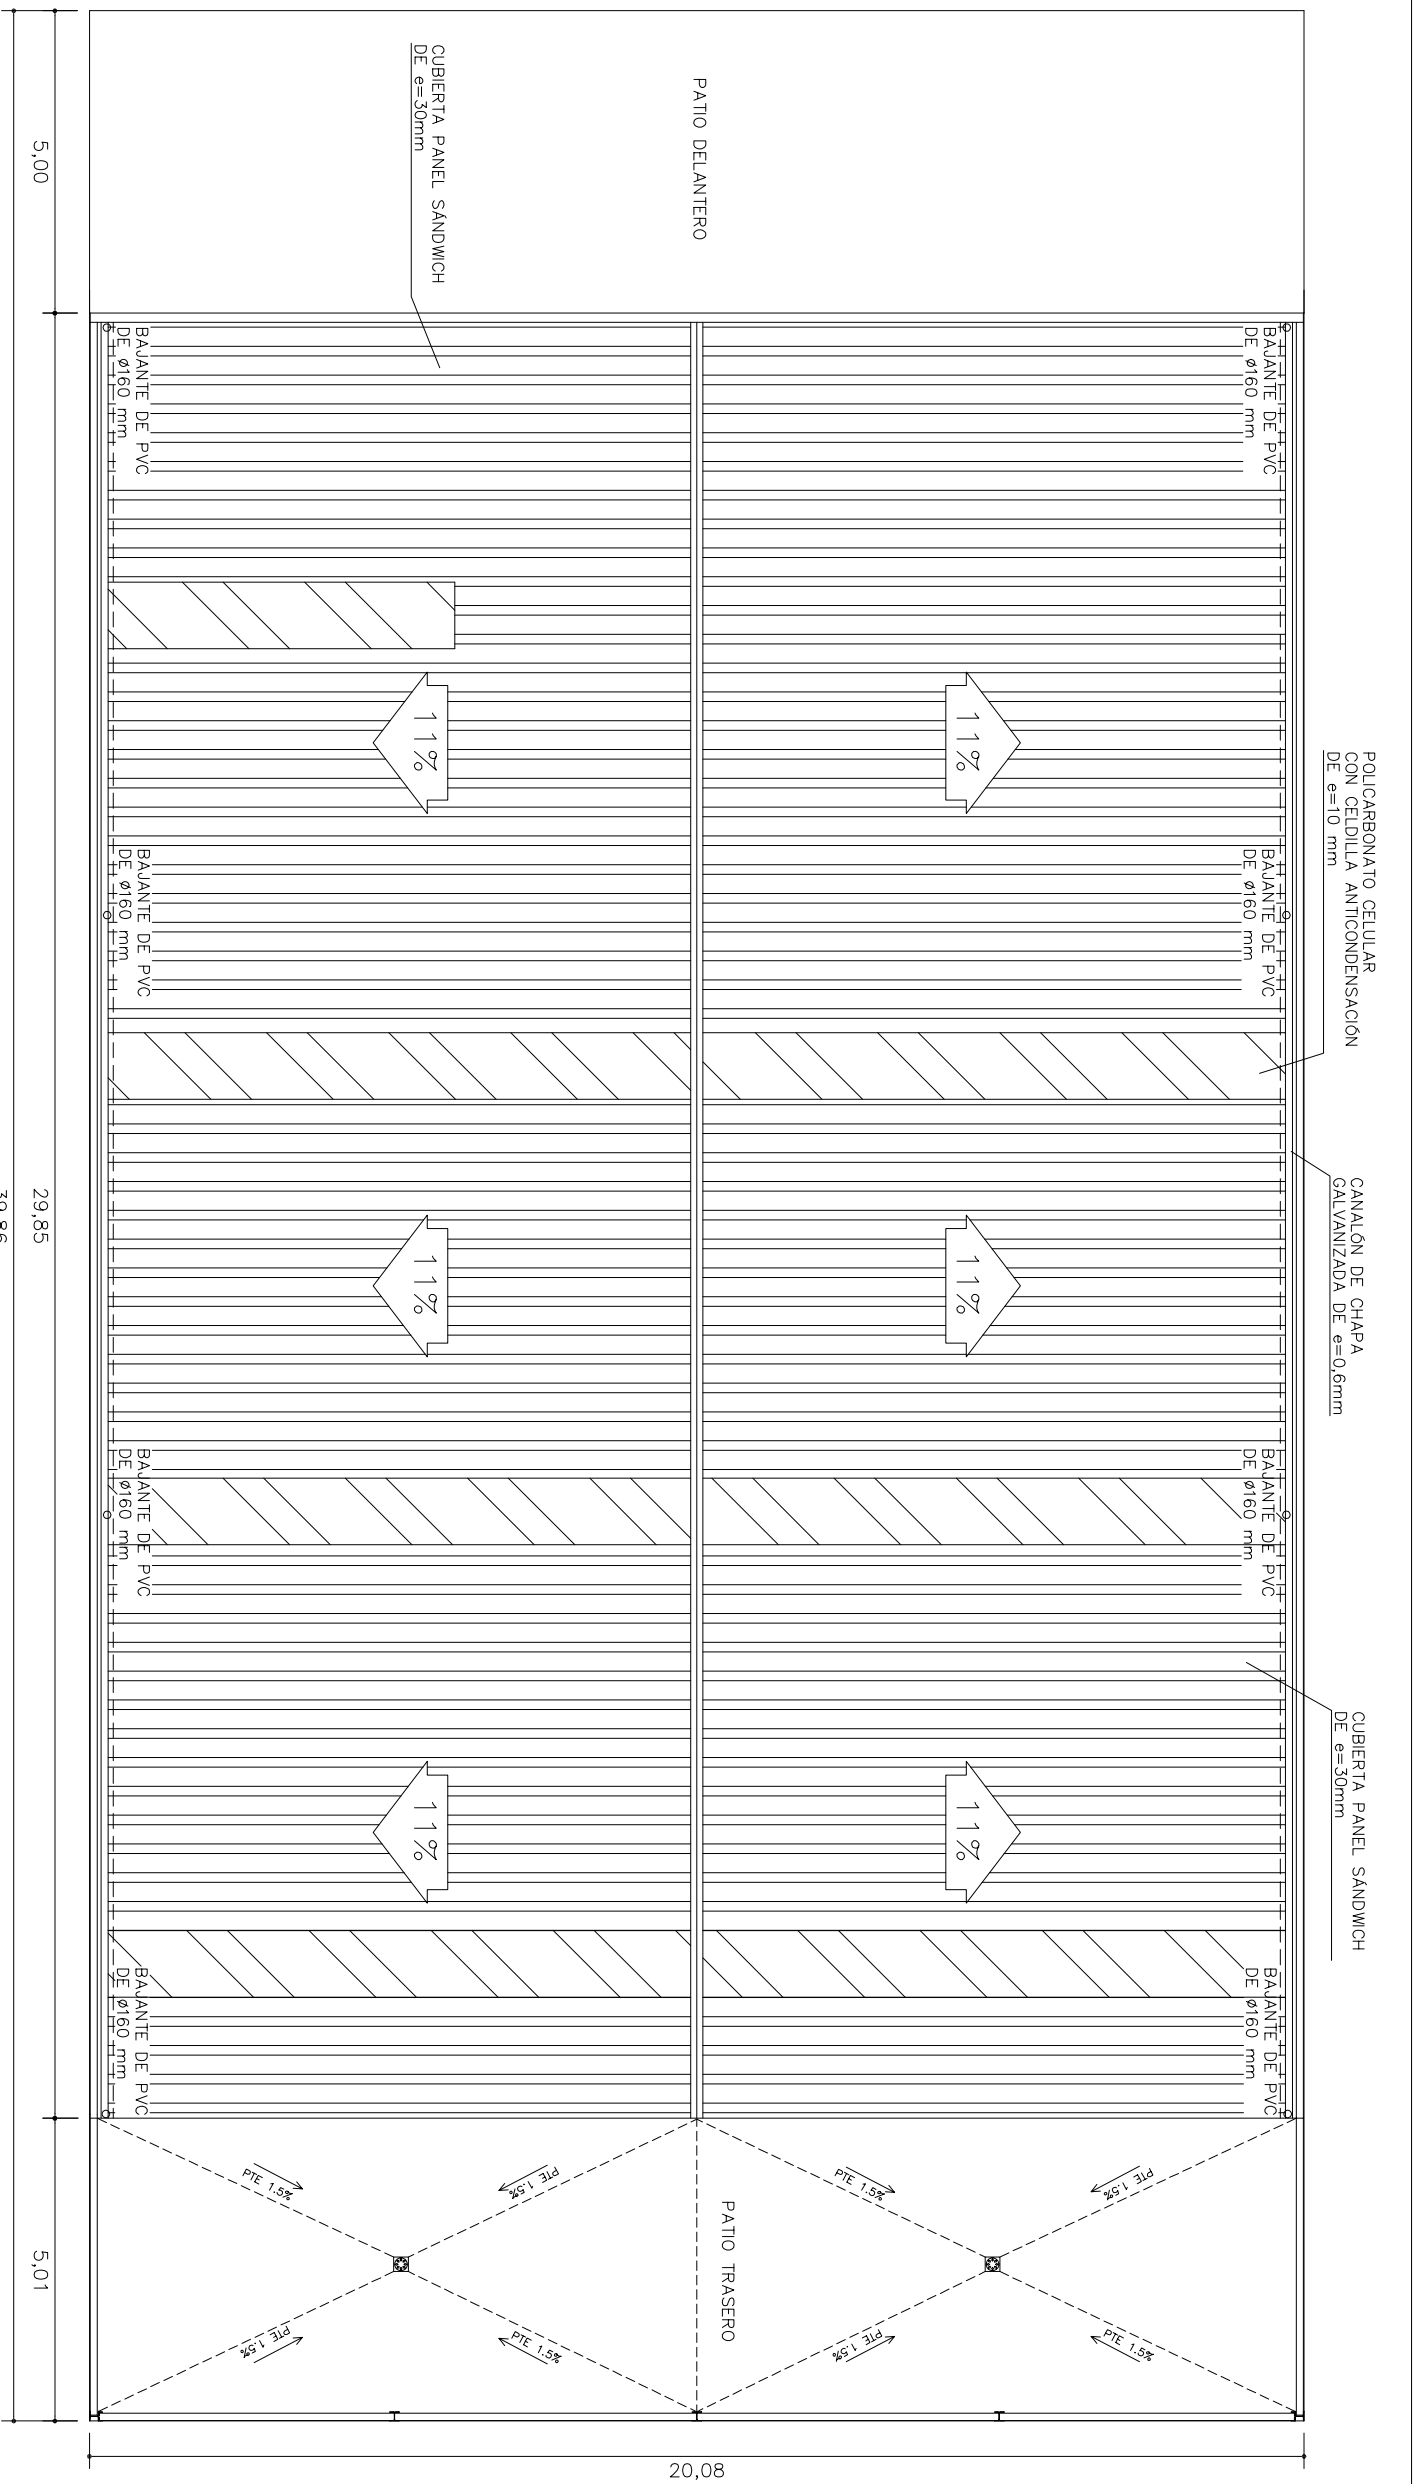 POLICARBONATO CELULAR
CON CELDILLA ANTICONDENSACIÓN
DE e=10 mm
CANALÓN DE CHAPA
GALVANIZADA DE e=0,6mm
CUBIERTA PANEL SÁNDWICH
DE e=30mm
BAJANTE DE PVC
DE ø160 mm
BAJANTE DE PVC
DE ø160 mm
BAJANTE DE PVC
DE ø160 mm
BAJANTE DE PVC
DE ø160 mm
11%
11%
11%
PTE 1.5%
PTE 1.5%
PTE 1.5%
PTE 1.5%
PATIO DELANTERO
PATIO TRASERO
20,08
CUBIERTA PANEL SÁNDWICH
DE e=30mm
11%
11%
11%
PTE 1.5%
PTE 1.5%
PTE 1.5%
PTE 1.5%
BAJANTE DE PVC
DE ø160 mm
BAJANTE DE PVC
DE ø160 mm
BAJANTE DE PVC
DE ø160 mm
BAJANTE DE PVC
DE ø160 mm
5,00
29,85
5,01
39,86